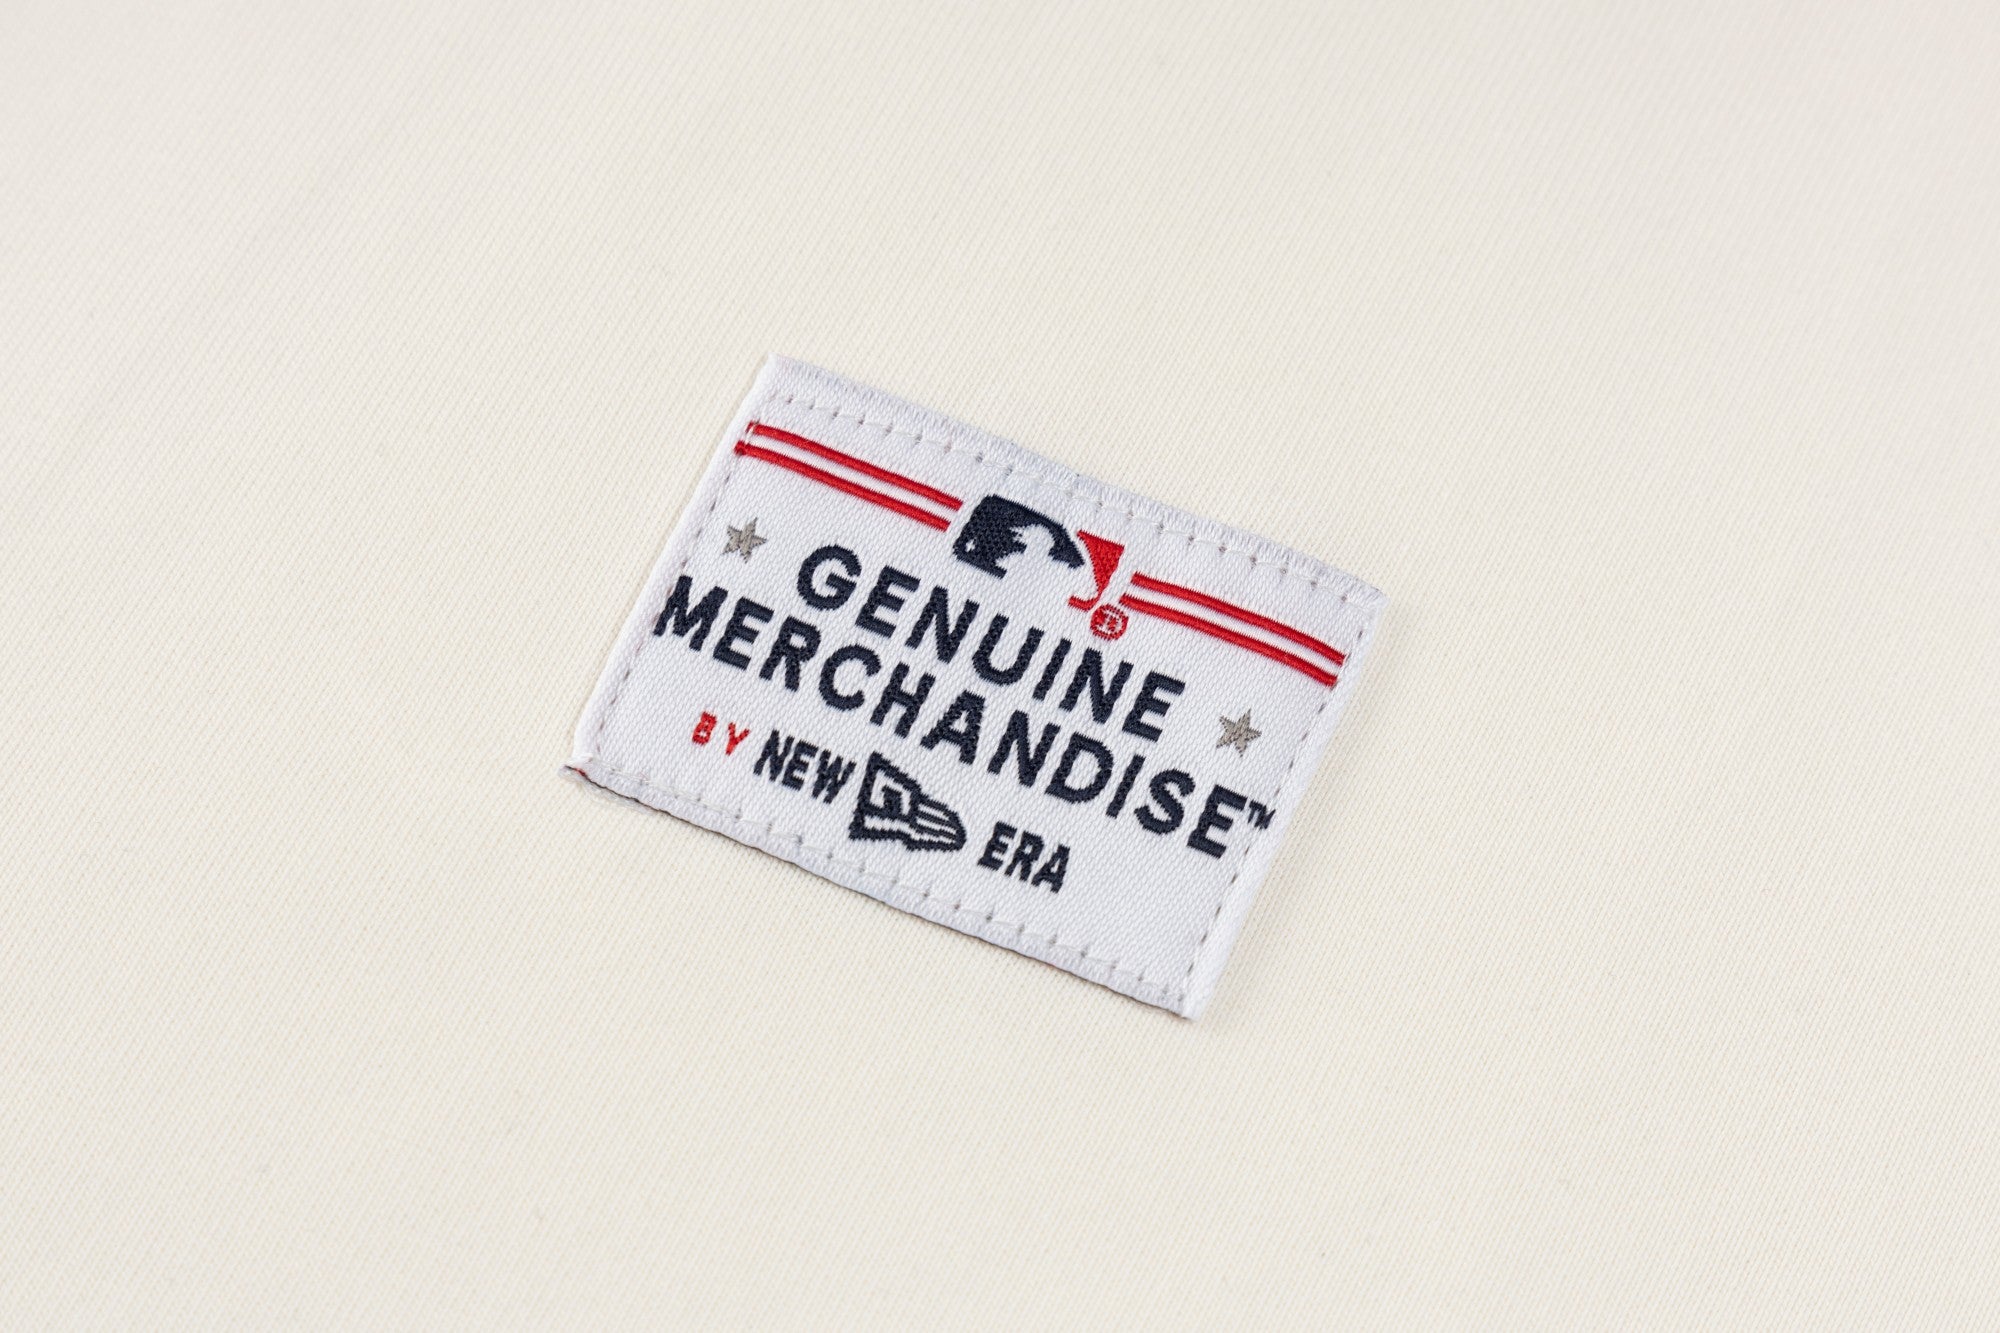 GENUINE
MERCHANDISE™
BY NEW ERA